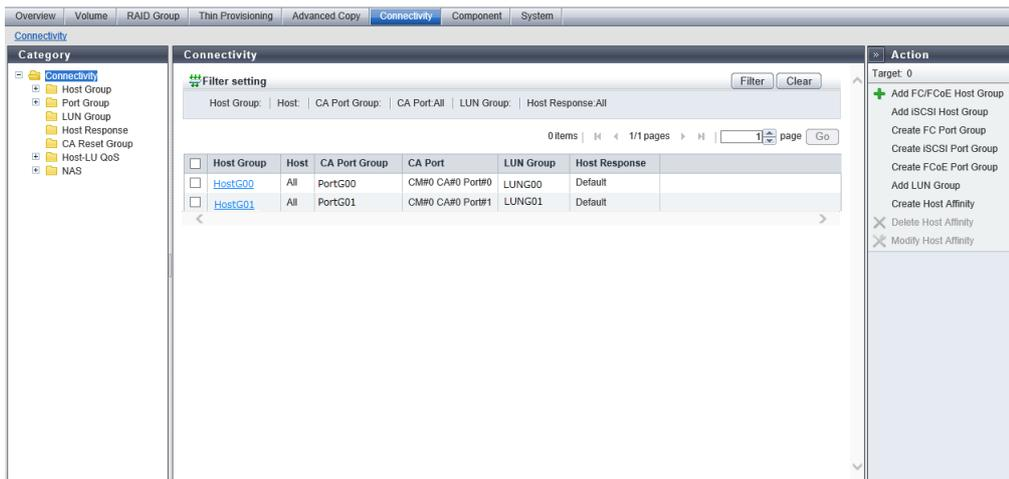 Overview Volume RAID Group Thin Provisioning Advanced Copy Connectivity Component System
Connectivity
Category
Connectivity
Host Group
Port Group
LUN Group
Host Response
CA Reset Group
Host-LU QoS
NAS
Connectivity
Filter setting Filter Clear
Host Group: | Host: | CA Port Group: | CA Port:All | LUN Group: | Host Response:All
0 items | 1/1 pages | 1 page Go
Host Group Host CA Port Group CA Port LUN Group Host Response
HostG00 All PortG00 CM#0 CA#0 Port#0 LUNG00 Default
HostG01 All PortG01 CM#0 CA#0 Port#1 LUNG01 Default
» Action
Target: 0
Add FC/FCoE Host Group
Add iSCSI Host Group
Create FC Port Group
Create iSCSI Port Group
Create FCoE Port Group
Add LUN Group
Create Host Affinity
Delete Host Affinity
Modify Host Affinity